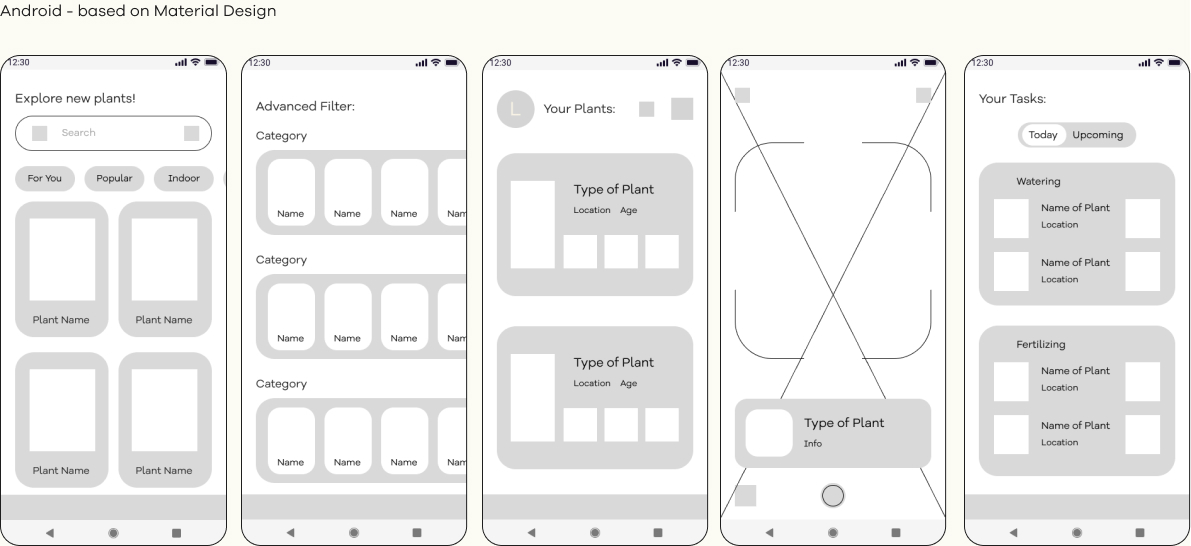 Android - based on Material Design
12:30
Explore new plants!
Search
For You Popular Indoor
Plant Name Plant Name
Plant Name Plant Name
12:30
Advanced Filter:
Category
Name Name Name Nam
Category
Name Name Name Nam
Category
Name Name Name Nam
12:30
L Your Plants:
Type of Plant
Location Age
Type of Plant
Location Age
12:30
Type of Plant
Info
12:30
Your Tasks:
Today Upcoming
Watering
Name of Plant
Location
Name of Plant
Location
Fertilizing
Name of Plant
Location
Name of Plant
Location